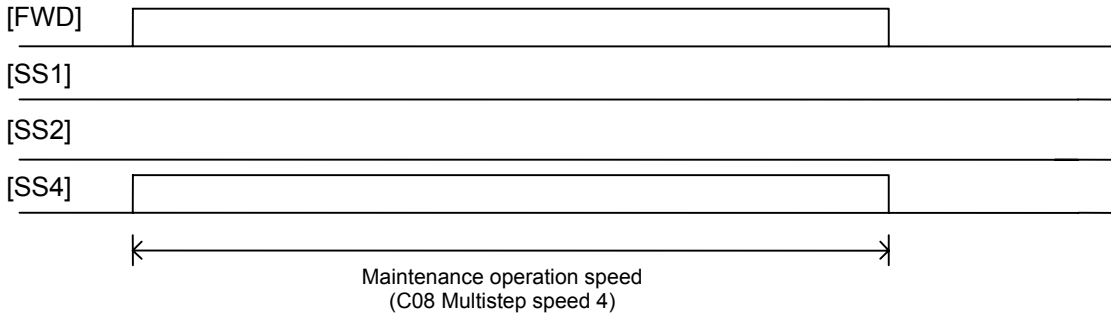 [FWD]
[SS1]
[SS2]
[SS4]
Maintenance operation speed
(C08 Multistep speed 4)